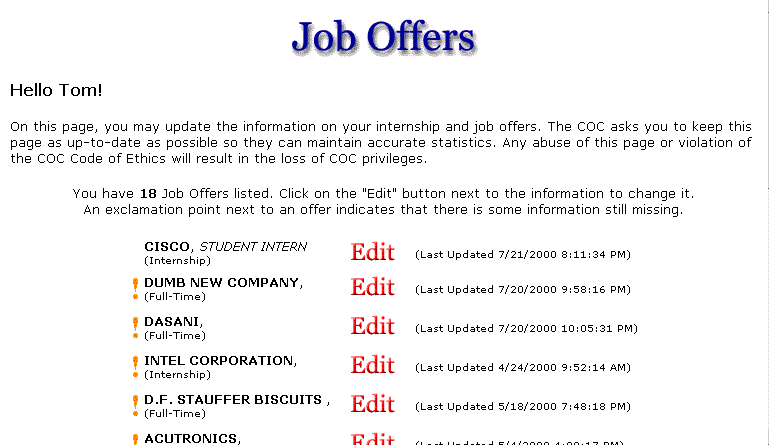 Job Offers
Hello Tom!
On this page, you may update the information on your internship and job offers. The COC asks you to keep this
page as up-to-date as possible so they can maintain accurate statistics. Any abuse of this page or violation of
the COC Code of Ethics will result in the loss of COC privileges.
You have 18 Job Offers listed. Click on the "Edit" button next to the information to change it.
An exclamation point next to an offer indicates that there is some information still missing.
CISCO, STUDENT INTERN Edit (Last Updated 7/21/2000 8:11:34 PM)
(Internship)
! DUMB NEW COMPANY, Edit (Last Updated 7/20/2000 9:58:16 PM)
(Full-Time)
! DASANI, Edit (Last Updated 7/20/2000 10:05:31 PM)
(Full-Time)
! INTEL CORPORATION, Edit (Last Updated 4/24/2000 9:52:14 AM)
(Internship)
! D.F. STAUFFER BISCUITS , Edit (Last Updated 5/18/2000 7:48:18 PM)
(Full-Time)
! ACUTRONICS, Edit (Last Updated